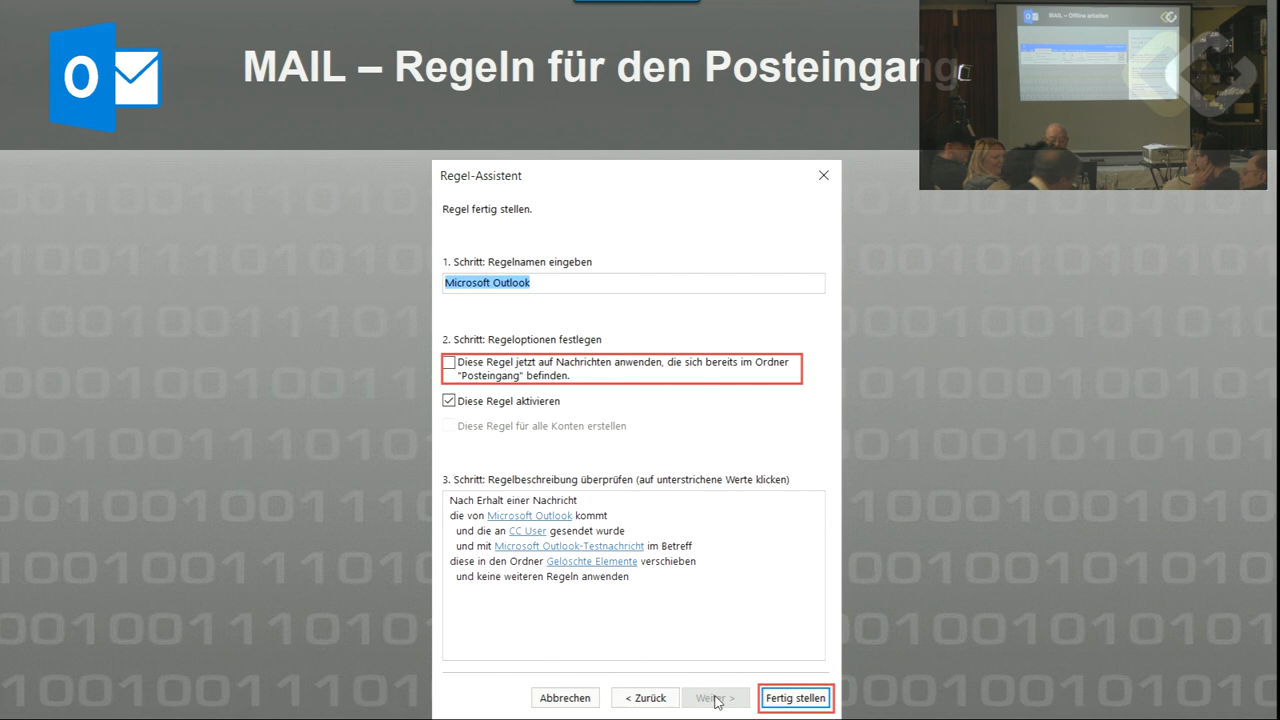 MAIL – Regeln für den Posteingang
MAIL – Offline arbeiten
Regel-Assistent
Regel fertig stellen.
1. Schritt: Regelnamen eingeben
Microsoft Outlook
2. Schritt: Regeloptionen festlegen
Diese Regel jetzt auf Nachrichten anwenden, die sich bereits im Ordner
"Posteingang" befinden.
Diese Regel aktivieren
Diese Regel für alle Konten erstellen
3. Schritt: Regelbeschreibung überprüfen (auf unterstrichene Werte klicken)
Nach Erhalt einer Nachricht
die von Microsoft Outlook kommt
und die an CC User gesendet wurde
und mit Microsoft Outlook-Testnachricht im Betreff
diese in den Ordner Gelöschte Elemente verschieben
und keine weiteren Regeln anwenden
Abbrechen < Zurück Weiter > Fertig stellen